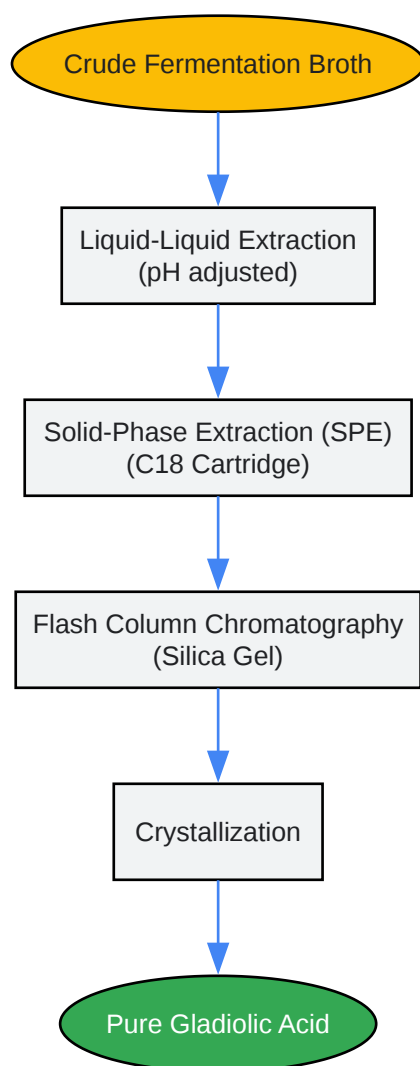 Crude Fermentation Broth
Liquid-Liquid Extraction
(pH adjusted)
Solid-Phase Extraction (SPE)
(C18 Cartridge)
Flash Column Chromatography
(Silica Gel)
Crystallization
Pure Gladiolic Acid